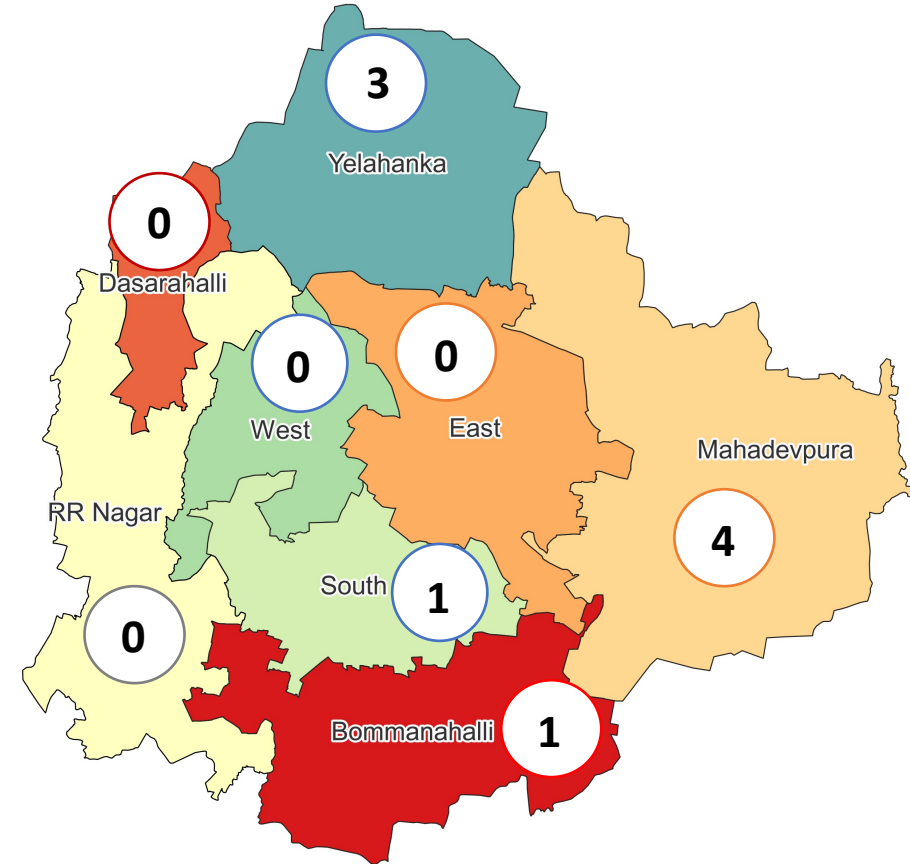 3
Yelahanka
0
Dasarahalli
0
0
West
East
Mahadevpura
RR Nagar
4
South
1
0
Bommanahalli
1